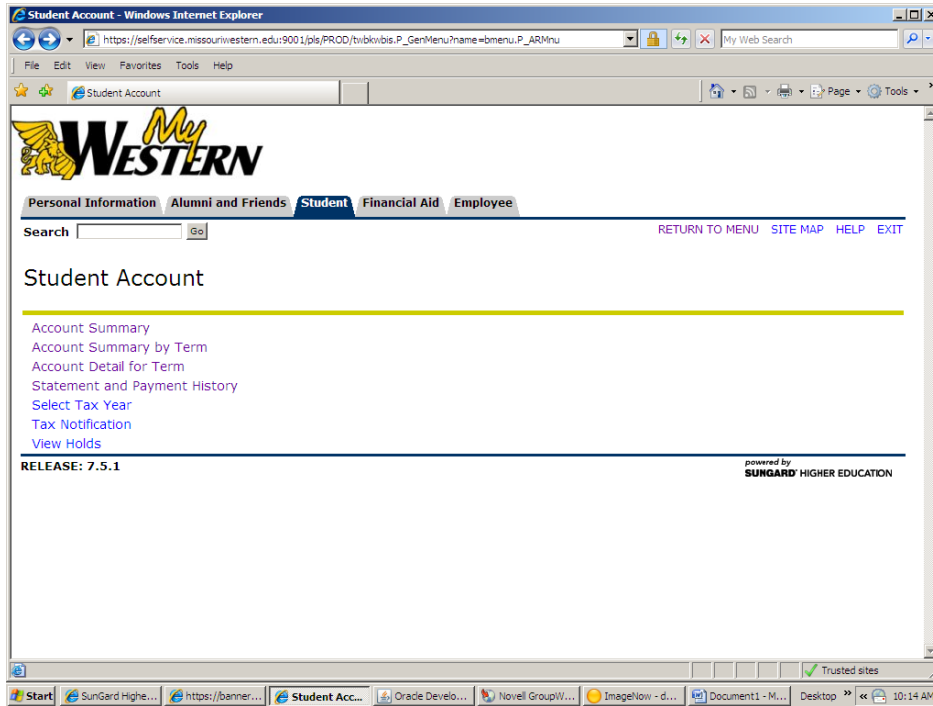 Student Account - Windows Internet Explorer
https://selfservice.missouriwestern.edu:9001/pls/PROD/twbkwbis.P_GenMenu?name=bmenu.P_ARMnu
My Web Search
File Edit View Favorites Tools Help
Student Account
Page Tools
My
WESTERN
Personal Information Alumni and Friends Student Financial Aid Employee
Search Go RETURN TO MENU SITE MAP HELP EXIT
Student Account
Account Summary
Account Summary by Term
Account Detail for Term
Statement and Payment History
Select Tax Year
Tax Notification
View Holds
RELEASE: 7.5.1
powered by
SUNGARD HIGHER EDUCATION
Trusted sites
Start SunGard Highe... https://banner... Student Acc... Oracle Develo... Novell GroupW... ImageNow - d... Document1 - M... Desktop » « 10:14 AM